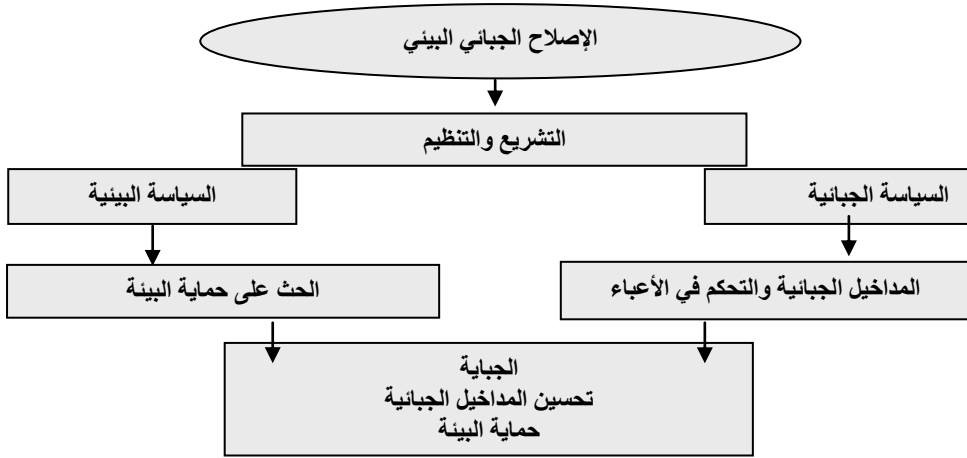 الإصلاح الجبائي البيئي
التشريع والتنظيم
السياسة الجبائية
السياسة البيئية
المداخيل الجبائية والتحكم في الأعباء
الحث على حماية البيئة
الجباية
تحسين المداخيل الجبائية
حماية البيئة